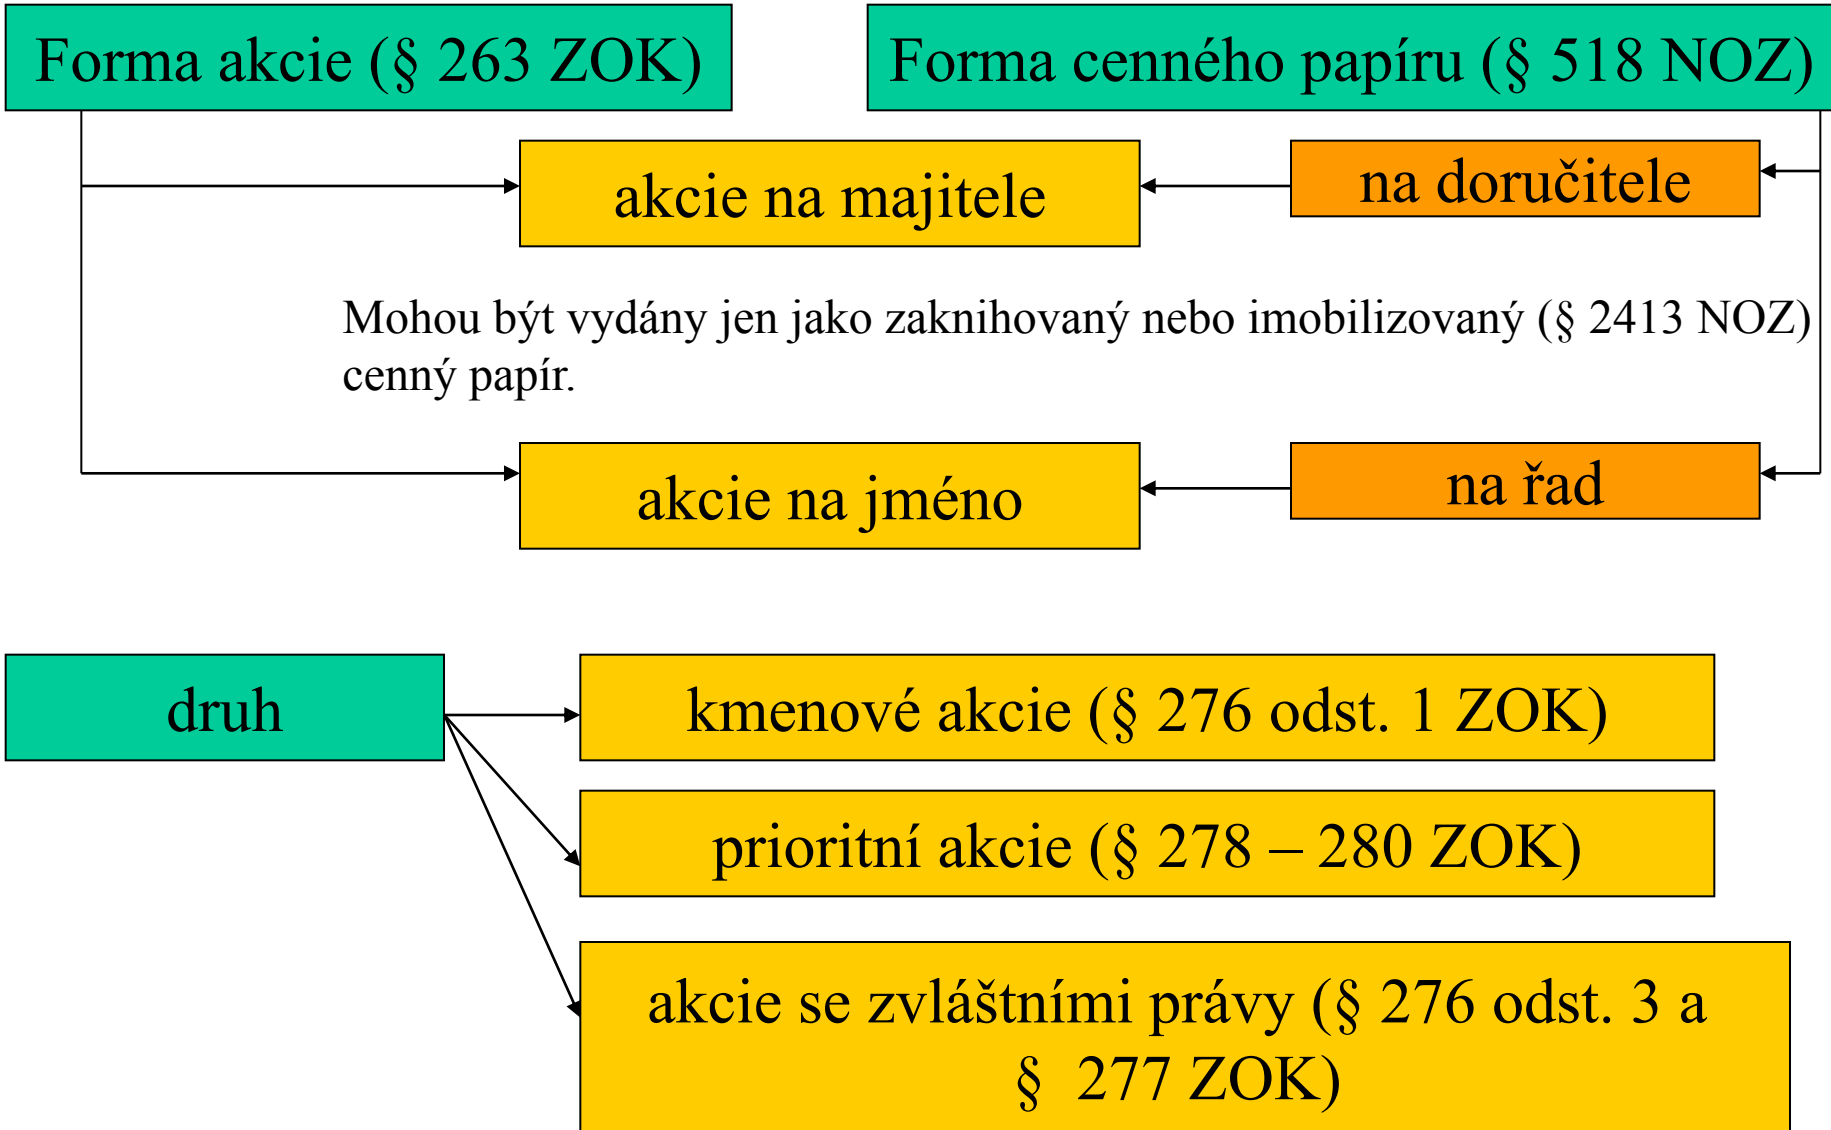 Forma akcie (§ 263 ZOK)
Forma cenného papíru (§ 518 NOZ)
akcie na majitele
na doručitele
Mohou být vydány jen jako zaknihovaný nebo imobilizovaný (§ 2413 NOZ)
cenný papír.
akcie na jméno
na řad
druh
kmenové akcie (§ 276 odst. 1 ZOK)
prioritní akcie (§ 278 – 280 ZOK)
akcie se zvláštními právy (§ 276 odst. 3 a
§ 277 ZOK)